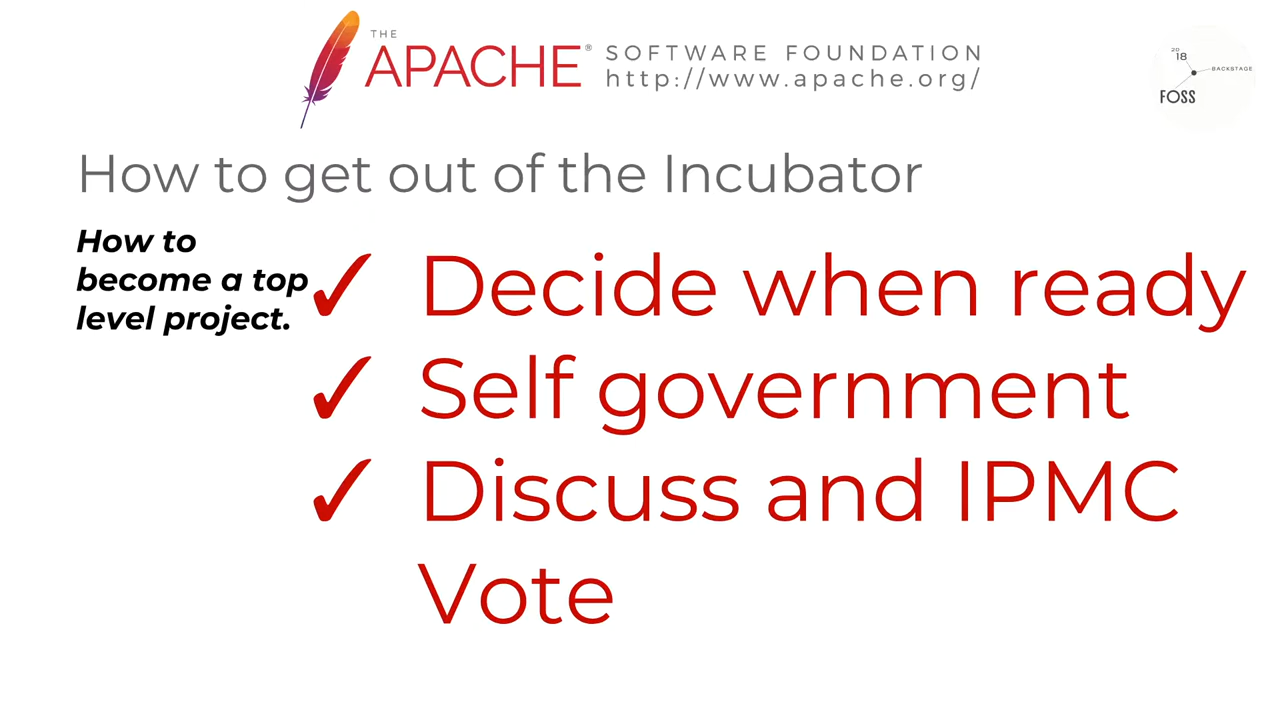 THE
APACHE® SOFTWARE FOUNDATION
http://www.apache.org/
20
18
BACKSTAGE
FOSS
How to get out of the Incubator
How to
become a top
level project.
✓ Decide when ready
✓ Self government
✓ Discuss and IPMC
Vote